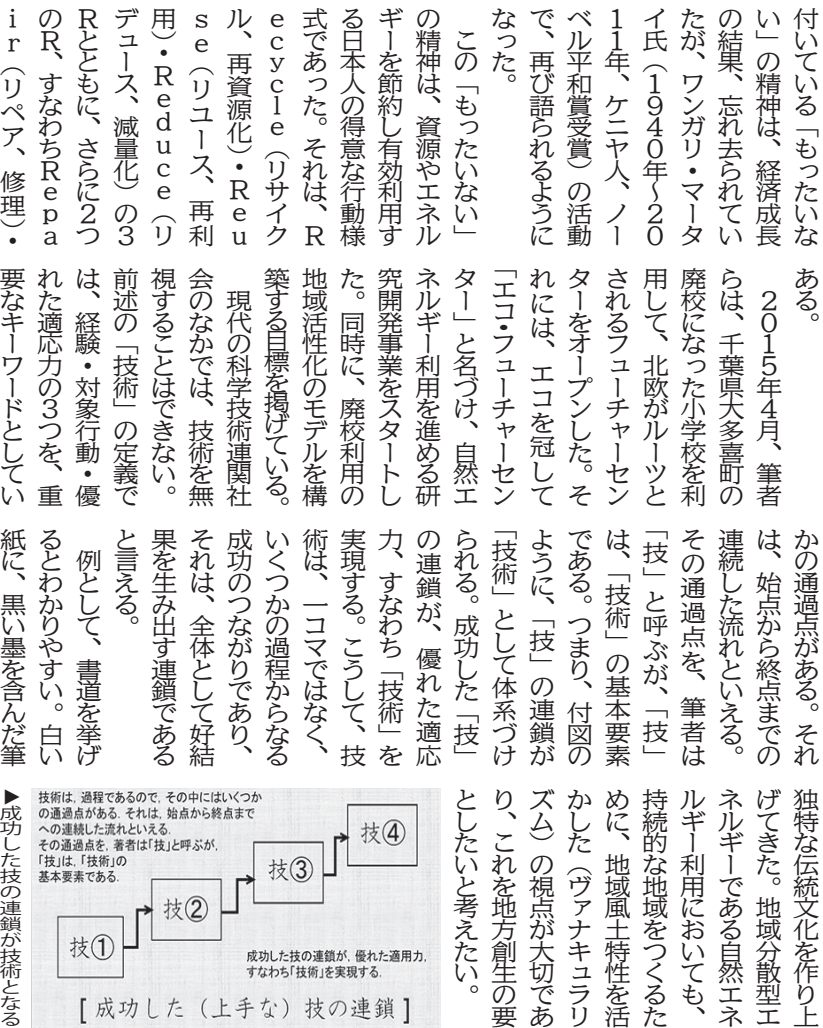 付いている「もったいな
い」の精神は、経済成長
の結果、忘れ去られてい
たが、ワンガリ・マータ
イ氏（1940年～20
11年、ケニヤ人、ノー
ベル平和賞受賞）の活動
で、再び語られるように
なった。
この「もったいない」
の精神は、資源やエネル
ギーを節約し有効利用す
る日本人の得意な行動様
式であった。それは、R
ecycle（リサイク
ル、再資源化）・Reu
se（リユース、再利
用）・Reduce（リ
デュース、減量化）の3
Rとともに、さらに2つ
のR、すなわちRepa
ir（リペア、修理）・
ある。
2015年4月、筆者
らは、千葉県大多喜町の
廃校になった小学校を利
用して、北欧がルーツと
されるフューチャーセン
ターをオープンした。そ
れには、エコを冠して
「エコ・フューチャーセン
ター」と名づけ、自然エ
ネルギー利用を進める研
究開発事業をスタートし
た。同時に、廃校利用の
地域活性化のモデルを構
築する目標を掲げている。
現代の科学技術連関社
会のなかでは、技術を無
視することはできない。
前述の「技術」の定義で
は、経験・対象行動・優
れた適応力の3つを、重
要なキーワードとしてい
かの通過点がある。それ
は、始点から終点までの
連続した流れといえる。
その通過点を、筆者は
「技」と呼ぶが、「技」
は、「技術」の基本要素
である。つまり、付図の
ように、「技」の連鎖が
「技術」として体系づけ
られる。成功した「技」
の連鎖が、優れた適応
力、すなわち「技術」を
実現する。こうして、技
術は、一コマではなく、
いくつかの過程からなる
成功のつながりであり、
それは、全体として好結
果を生み出す連鎖である
と言える。
例として、書道を挙げ
るとわかりやすい。白い
紙に、黒い墨を含んだ筆
独特な伝統文化を作り上
げてきた。地域分散型エ
ネルギーである自然エネ
ルギー利用においても、
持続的な地域をつくるた
めに、地域風土特性を活
かした（ヴァナキュラリ
ズム）の視点が大切であ
り、これを地方創生の要
としたいと考えたい。
技術は、過程であるので、その中にはいくつか
の通過点がある。それは、始点から終点まで
への連続した流れといえる。
その通過点を、著者は「技」と呼ぶが、
「技」は、「技術」の
基本要素である。
技①
技②
技③
技④
成功した技の連鎖が、優れた適用力、
すなわち「技術」を実現する。
［成功した（上手な）技の連鎖］
▶成功した技の連鎖が技術となる